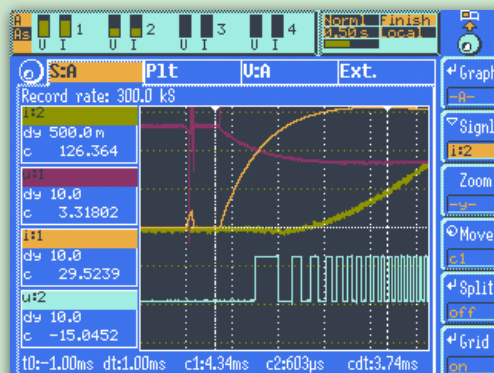 A
As
1 2 3 4
U I U I U I U I
Norml Finish
0.50s Local
S:A Plt U:A Ext.
Record rate: 300.0 kS
i:2
dy 500.0m
c 126.364
u:1
dy 10.0
c 3.31802
i:1
dy 10.0
c 29.5239
u:2
dy 10.0
c -15.0452
t0:-1.00ms dt:1.00ms c1:4.34ms c2:603µs cdt:3.74ms
Graph
-A-
Signl
i:2
Zoom
-y-
Move
c1
Split
off
Grid
on